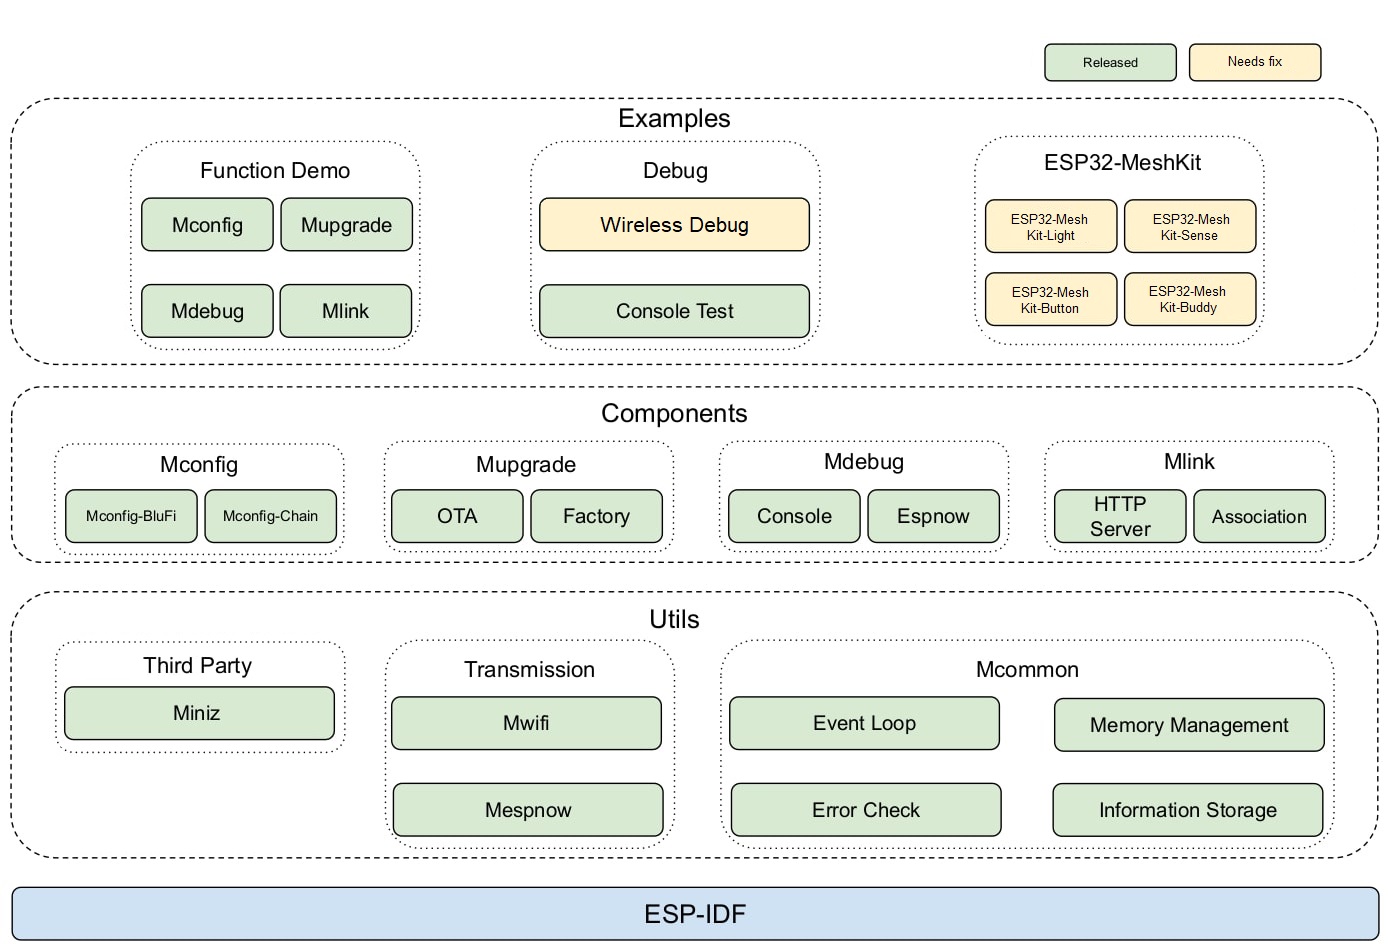 Released
Needs fix
Examples
Function Demo
Mconfig
Mupgrade
Mdebug
Mlink
Debug
Wireless Debug
Console Test
ESP32-MeshKit
ESP32-Mesh
Kit-Light
ESP32-Mesh
Kit-Sense
ESP32-Mesh
Kit-Button
ESP32-Mesh
Kit-Buddy
Components
Mconfig
Mconfig-BluFi
Mconfig-Chain
Mupgrade
OTA
Factory
Mdebug
Console
Espnow
Mlink
HTTP
Server
Association
Utils
Third Party
Miniz
Transmission
Mwifi
Mespnow
Mcommon
Event Loop
Memory Management
Error Check
Information Storage
ESP-IDF